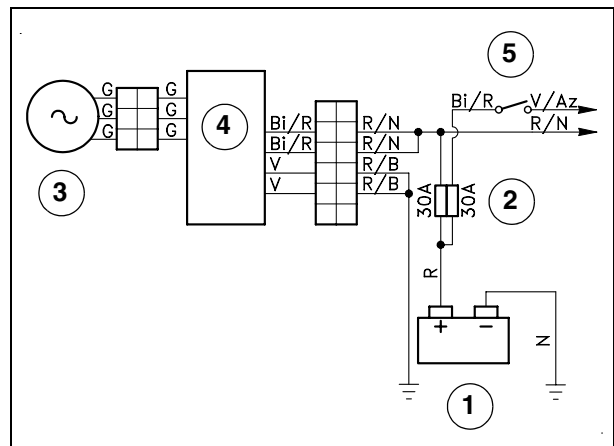 5
Bi/R V/Az
R/N
G G
G G
G G
4
Bi/R R/N
Bi/R R/N
V R/B
V R/B
3
30A 30A
2
R
+ −
N
1